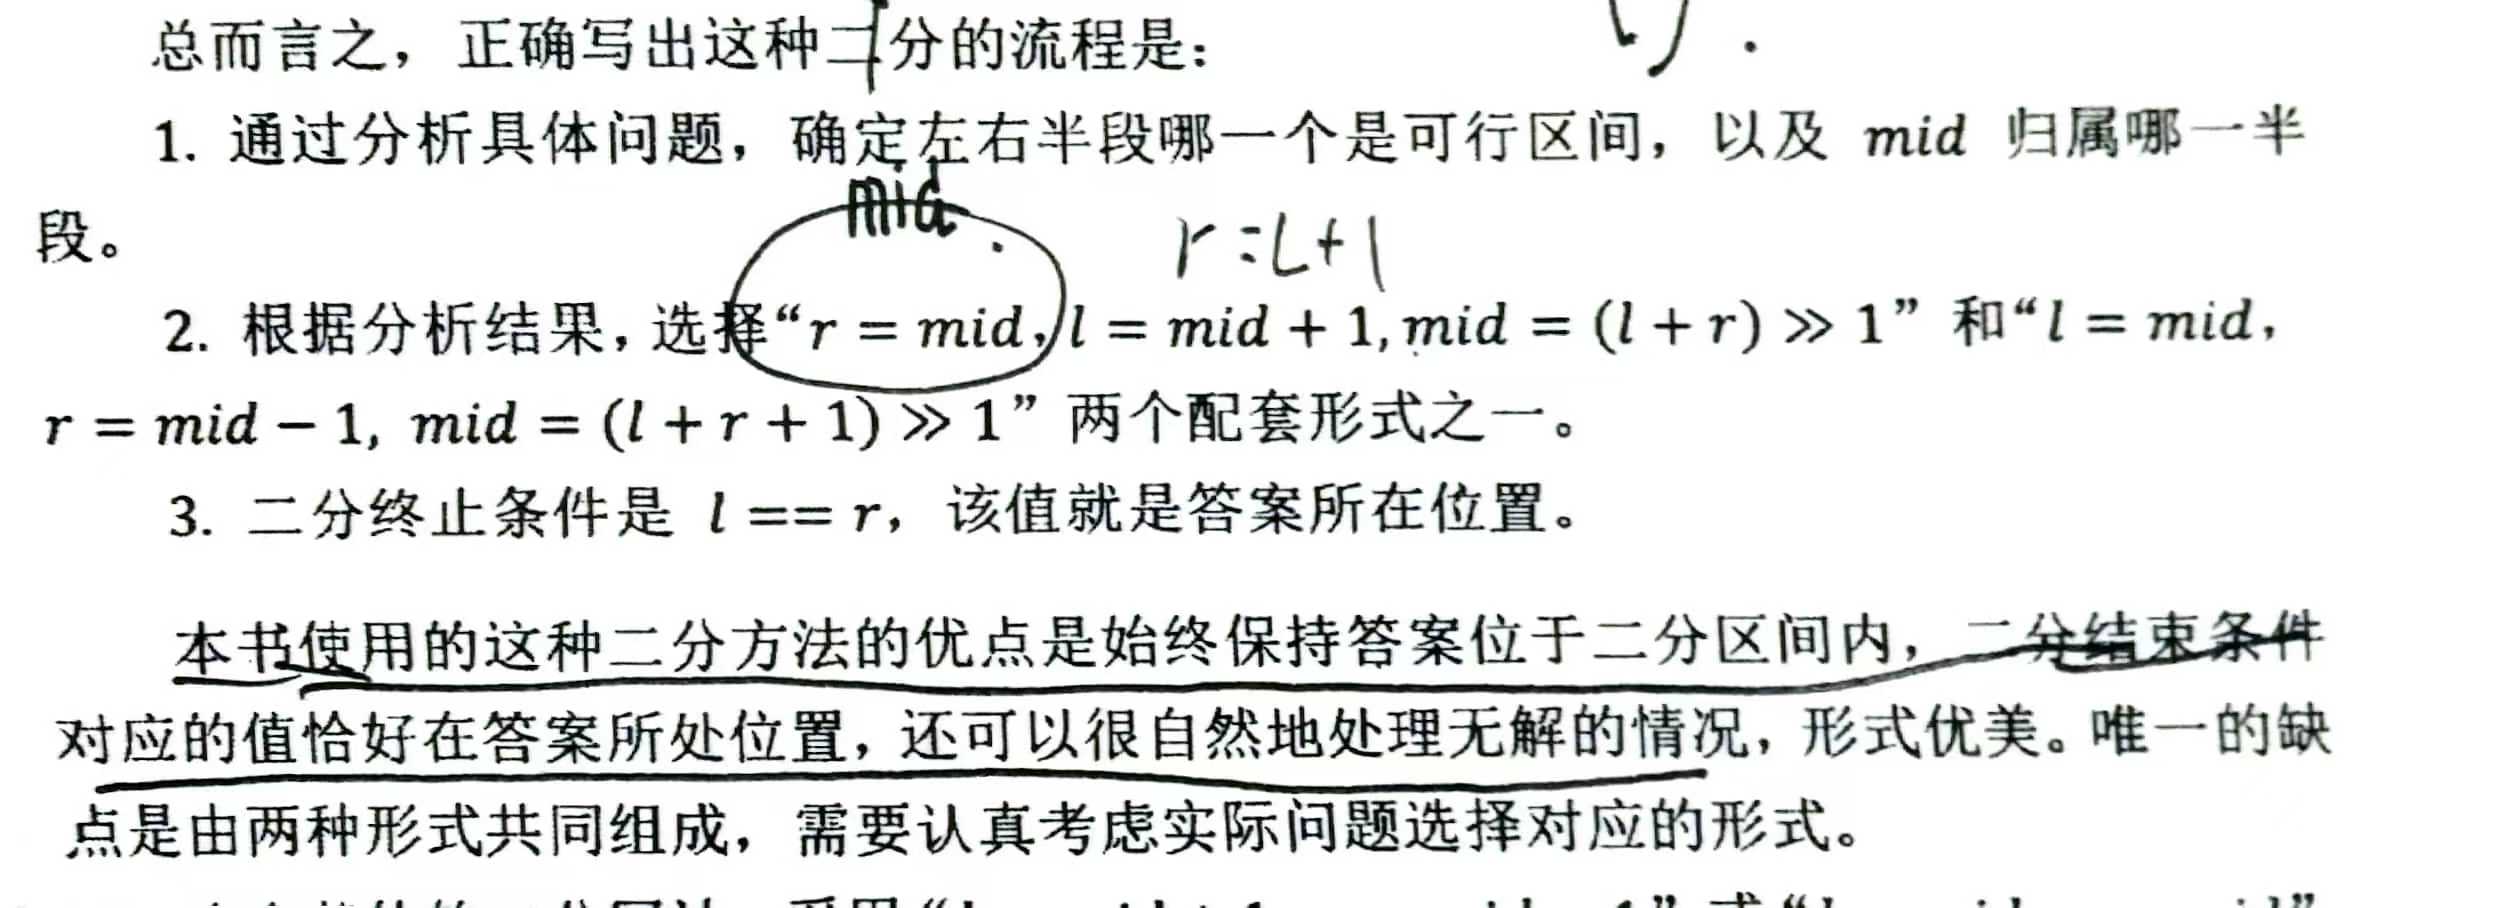 总而言之，正确写出这种二分的流程是：
1. 通过分析具体问题，确定左右半段哪一个是可行区间，以及 mid 归属哪一半
mid
段。
r = l + 1
2. 根据分析结果，选择“r = mid, l = mid + 1, mid = (l + r) ≫ 1” 和“l = mid,
r = mid − 1, mid = (l + r + 1) ≫ 1” 两个配套形式之一。
3. 二分终止条件是 l == r，该值就是答案所在位置。
本书使用的这种二分方法的优点是始终保持答案位于二分区间内，二分结束条件
对应的值恰好在答案所处位置，还可以很自然地处理无解的情况，形式优美。唯一的缺
点是由两种形式共同组成，需要认真考虑实际问题选择对应的形式。